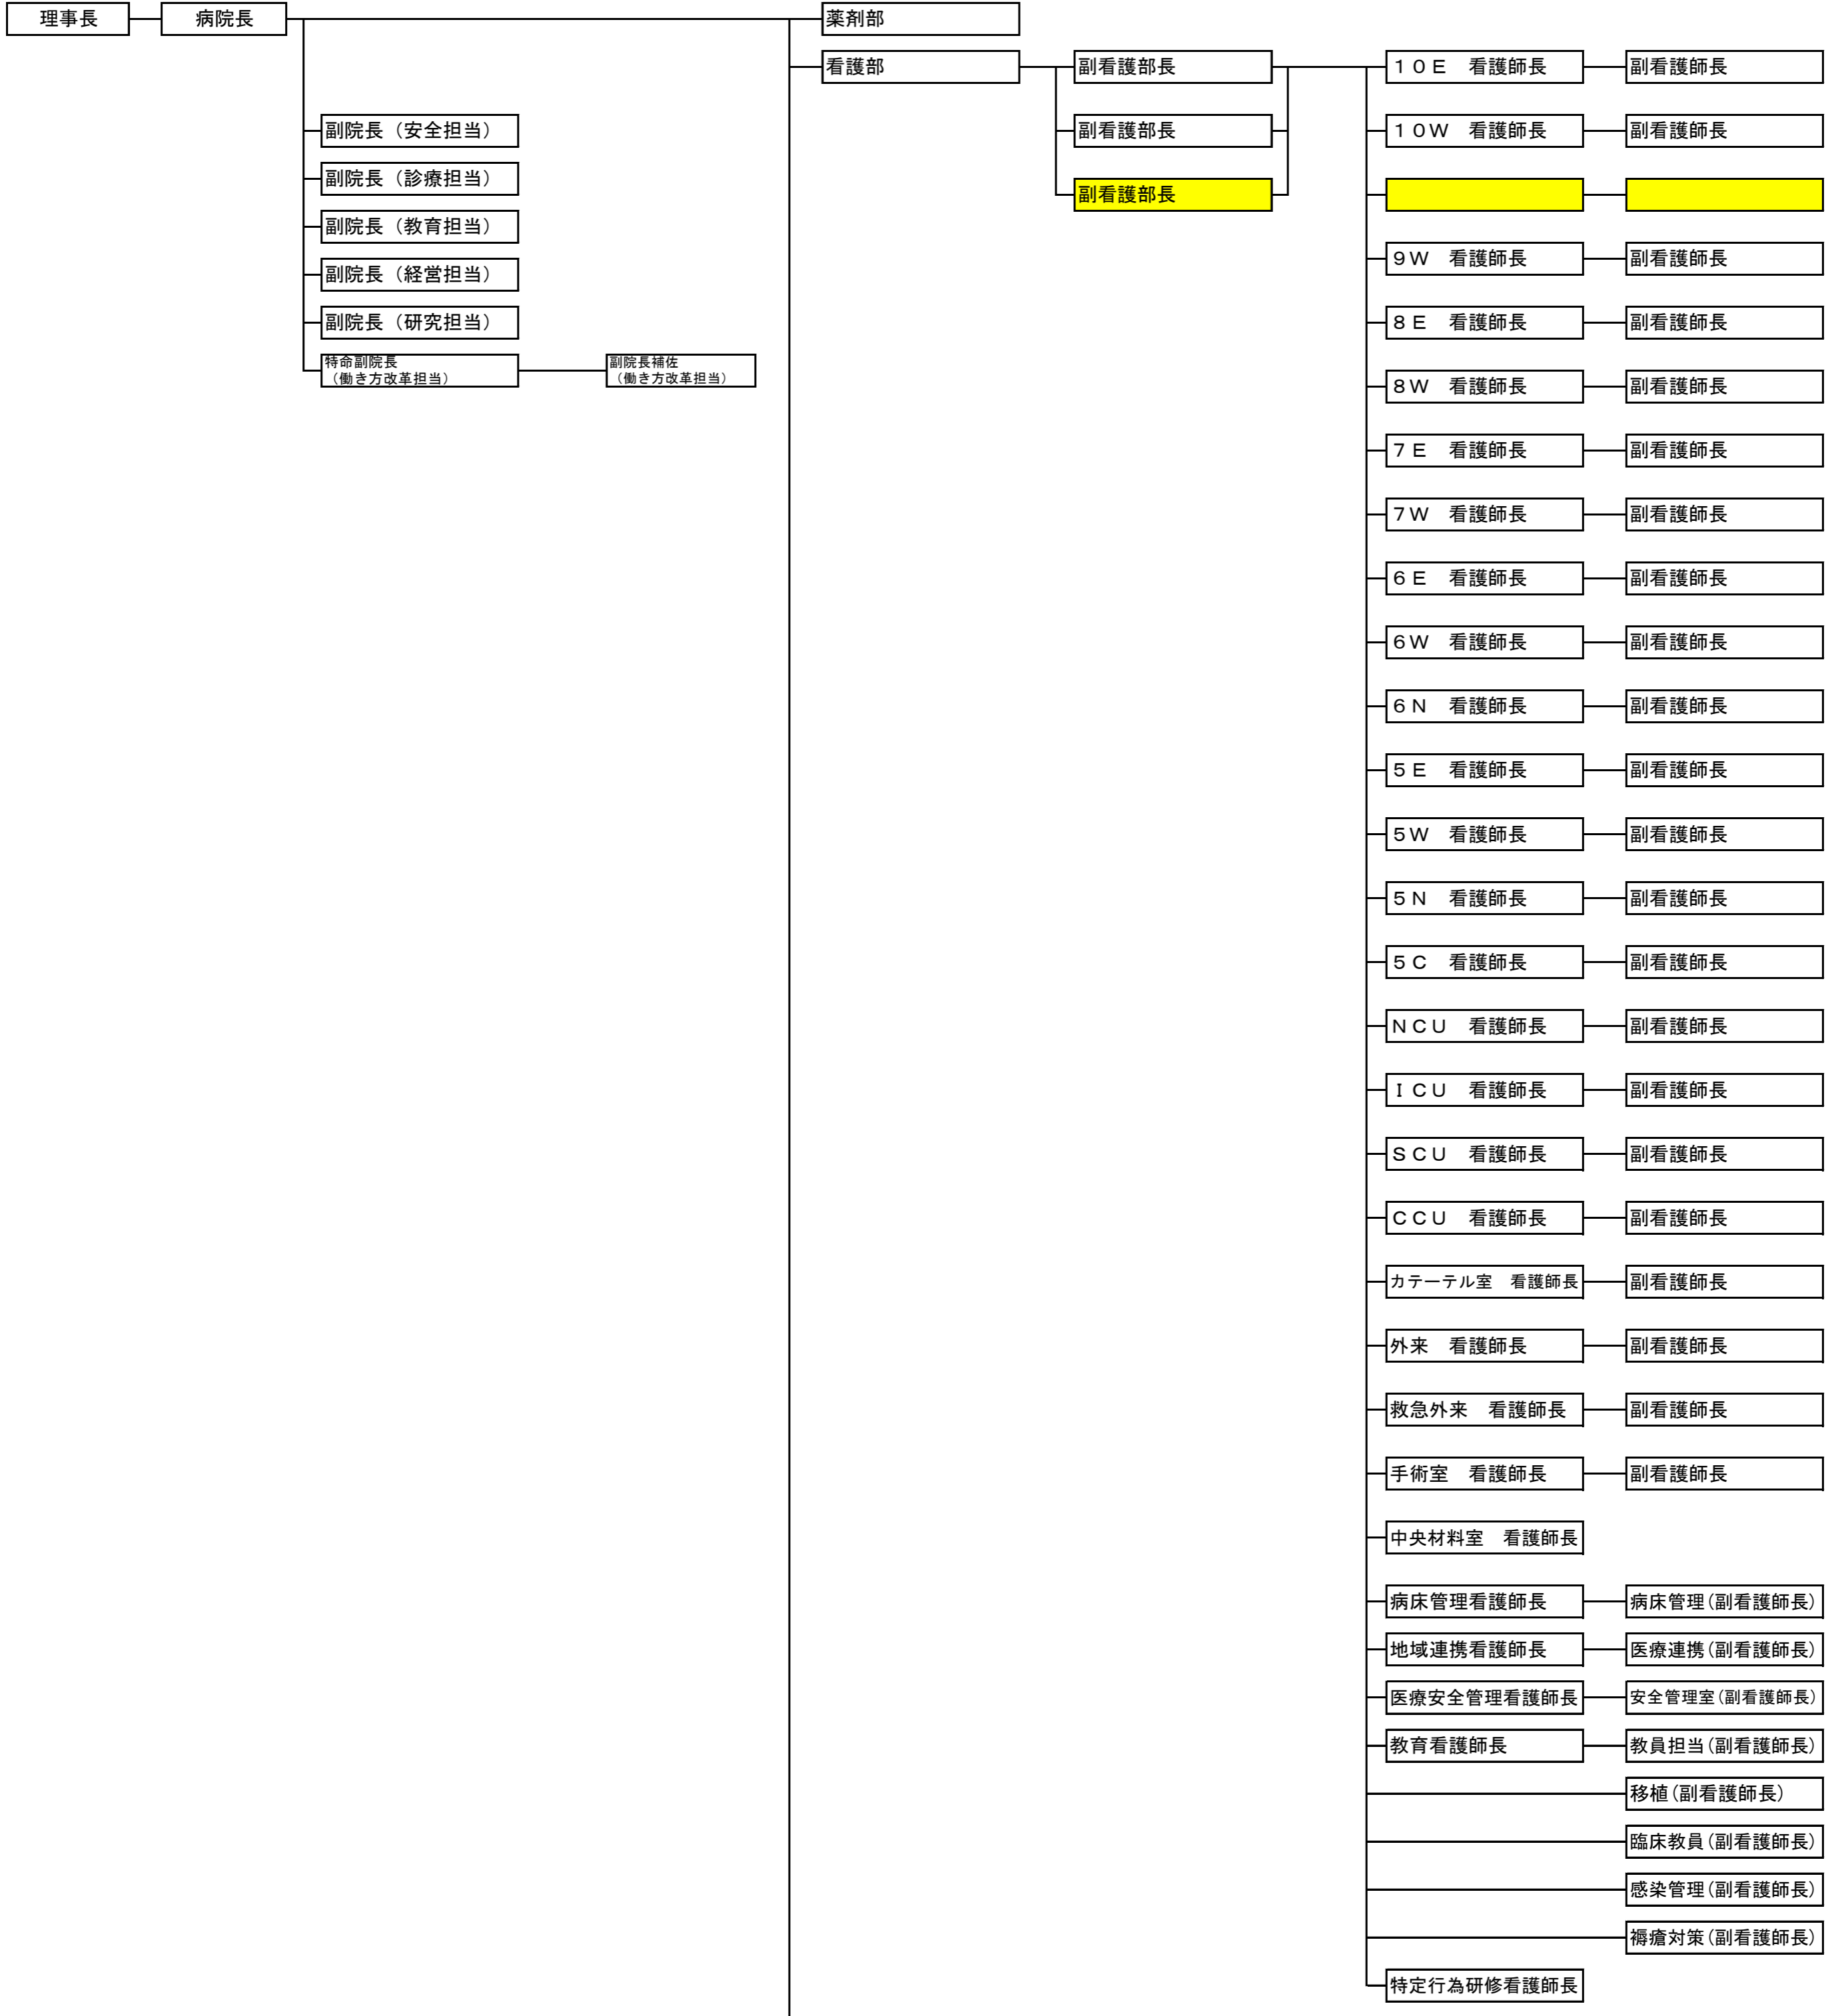 理事長
病院長
薬剤部
看護部
副看護部長
１０Ｅ　看護師長
副看護師長
副院長（安全担当）
副看護部長
１０Ｗ　看護師長
副看護師長
副院長（診療担当）
副看護部長
副院長（教育担当）
９Ｗ　看護師長
副看護師長
副院長（経営担当）
副院長（研究担当）
８Ｅ　看護師長
副看護師長
特命副院長
（働き方改革担当）
副院長補佐
（働き方改革担当）
８Ｗ　看護師長
副看護師長
７Ｅ　看護師長
副看護師長
７Ｗ　看護師長
副看護師長
６Ｅ　看護師長
副看護師長
６Ｗ　看護師長
副看護師長
６Ｎ　看護師長
副看護師長
５Ｅ　看護師長
副看護師長
５Ｗ　看護師長
副看護師長
５Ｎ　看護師長
副看護師長
５Ｃ　看護師長
副看護師長
ＮＣＵ　看護師長
副看護師長
ＩＣＵ　看護師長
副看護師長
ＳＣＵ　看護師長
副看護師長
ＣＣＵ　看護師長
副看護師長
カテーテル室　看護師長
副看護師長
外来　看護師長
副看護師長
救急外来　看護師長
副看護師長
手術室　看護師長
副看護師長
中央材料室　看護師長
病床管理看護師長
病床管理(副看護師長)
地域連携看護師長
医療連携(副看護師長)
医療安全管理看護師長
安全管理室(副看護師長)
教育看護師長
教員担当(副看護師長)
移植(副看護師長)
臨床教員(副看護師長)
感染管理(副看護師長)
褥瘡対策(副看護師長)
特定行為研修看護師長